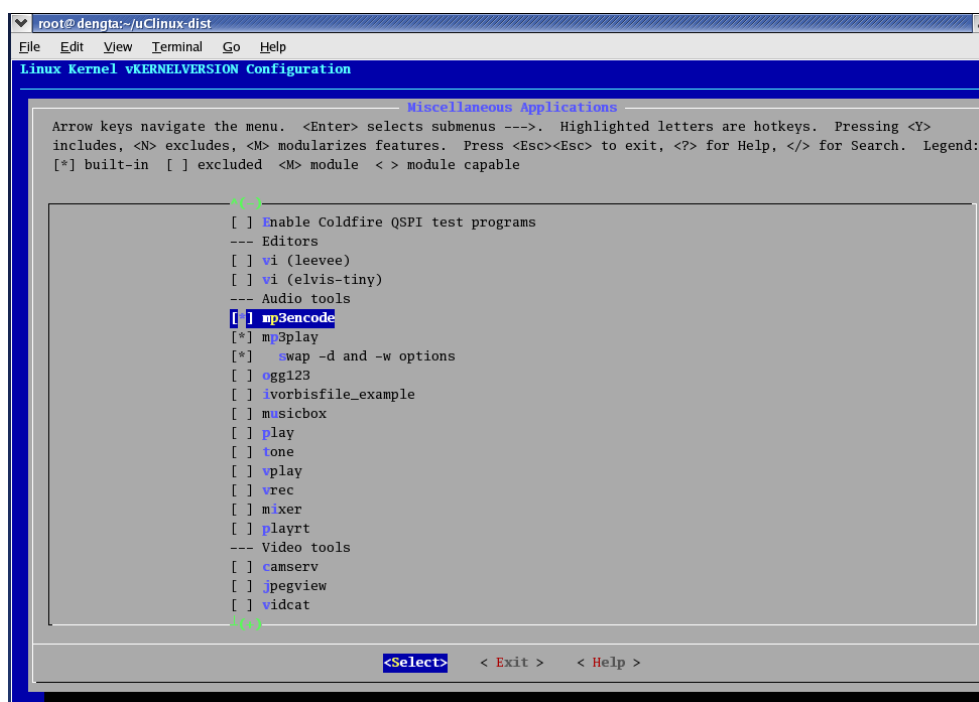 root@dengta:~/uClinux-dist
File Edit View Terminal Go Help
Linux Kernel vKERNELVERSION Configuration
Miscellaneous Applications
Arrow keys navigate the menu. <Enter> selects submenus --->. Highlighted letters are hotkeys. Pressing <Y>
includes, <N> excludes, <M> modularizes features. Press <Esc><Esc> to exit, <?> for Help, </> for Search. Legend:
[*] built-in [ ] excluded <M> module < > module capable
^(-)
[ ] Enable Coldfire QSPI test programs
--- Editors
[ ] vi (leevee)
[ ] vi (elvis-tiny)
--- Audio tools
[*] mp3encode
[*] mp3play
[*] swap -d and -w options
[ ] ogg123
[ ] ivorbisfile_example
[ ] musicbox
[ ] play
[ ] tone
[ ] vplay
[ ] vrec
[ ] mixer
[ ] playrt
--- Video tools
[ ] camserv
[ ] jpegview
[ ] vidcat
(+)
<Select> < Exit > < Help >